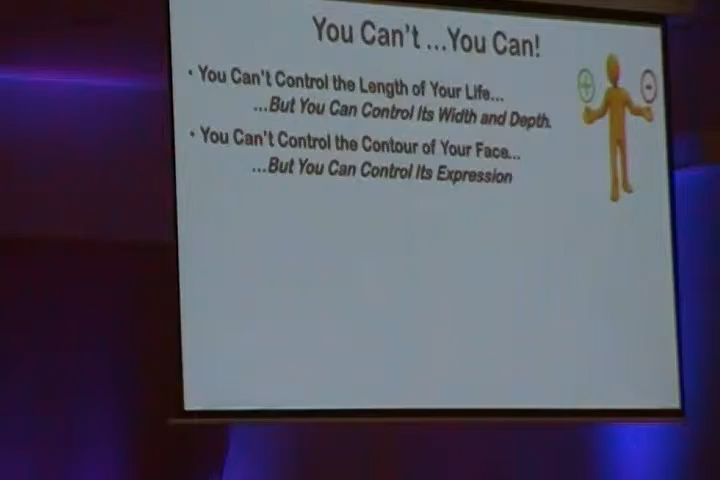 You Can't ...You Can!
• You Can't Control the Length of Your Life...
...But You Can Control Its Width and Depth.
• You Can't Control the Contour of Your Face...
...But You Can Control Its Expression
+
-